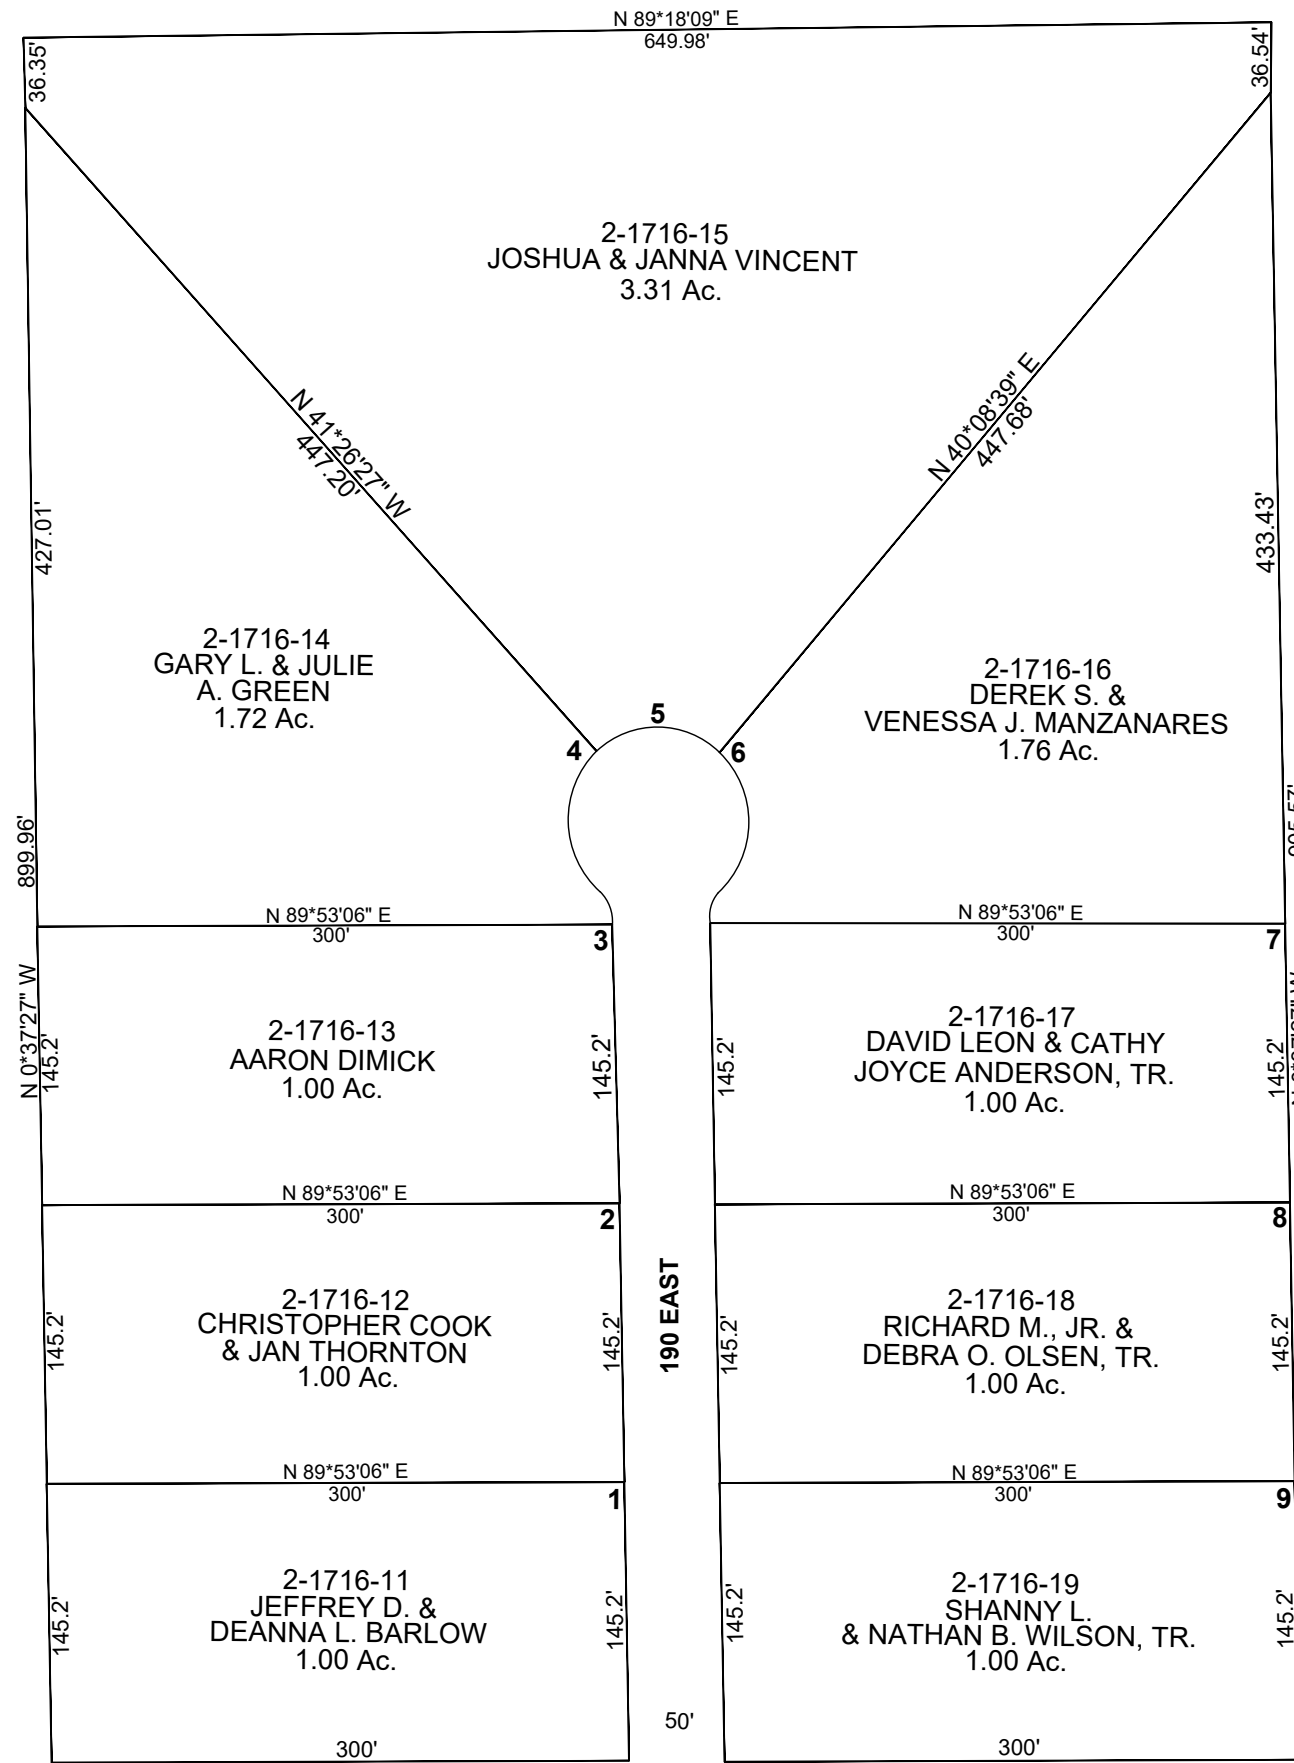 N 89*18'09" E
649.98'
36.35'
36.54'
2-1716-15
JOSHUA & JANNA VINCENT
3.31 Ac.
N 41*26'27" W
447.20'
N 40*08'39" E
447.68'
427.01'
433.43'
2-1716-14
GARY L. & JULIE
A. GREEN
1.72 Ac.
2-1716-16
DEREK S. &
VENESSA J. MANZANARES
1.76 Ac.
4
5
6
899.96'
N 0*37'27" W
N 89*53'06" E
300'
3
N 89*53'06" E
300'
7
145.2'
2-1716-13
AARON DIMICK
1.00 Ac.
145.2'
145.2'
2-1716-17
DAVID LEON & CATHY
JOYCE ANDERSON, TR.
1.00 Ac.
145.2'
N 89*53'06" E
300'
2
N 89*53'06" E
300'
8
145.2'
2-1716-12
CHRISTOPHER COOK
& JAN THORNTON
1.00 Ac.
145.2'
190 EAST
145.2'
2-1716-18
RICHARD M., JR. &
DEBRA O. OLSEN, TR.
1.00 Ac.
145.2'
N 89*53'06" E
300'
1
N 89*53'06" E
300'
9
145.2'
2-1716-11
JEFFREY D. &
DEANNA L. BARLOW
1.00 Ac.
145.2'
145.2'
2-1716-19
SHANNY L.
& NATHAN B. WILSON, TR.
1.00 Ac.
145.2'
50'
300'
300'